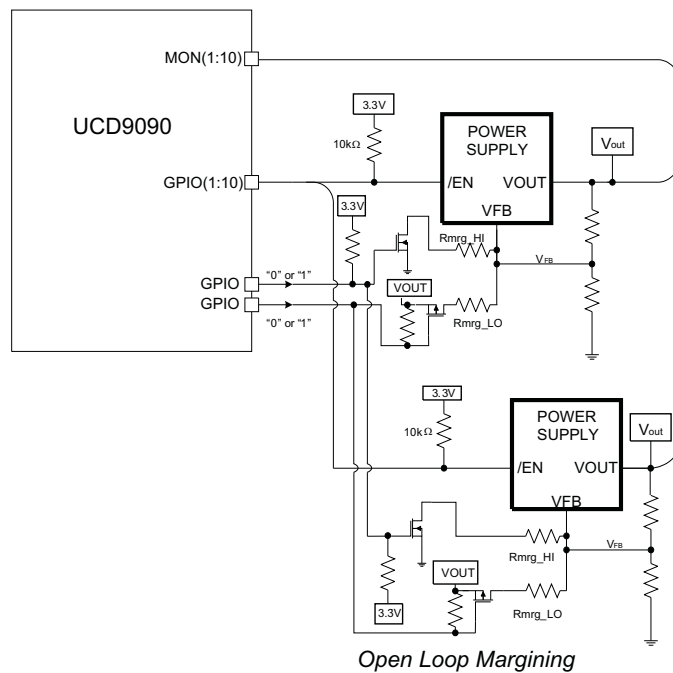 MON(1:10)
UCD9090
3.3V
10kΩ
POWER
SUPPLY
Vout
GPIO(1:10)
/EN
VOUT
VFB
3.3V
Rmrg_HI
VFB
GPIO
"0" or "1"
GPIO
"0" or "1"
VOUT
Rmrg_LO
3.3V
10kΩ
POWER
SUPPLY
Vout
/EN
VOUT
VFB
Rmrg_HI
VFB
VOUT
Rmrg_LO
3.3V
Open Loop Margining